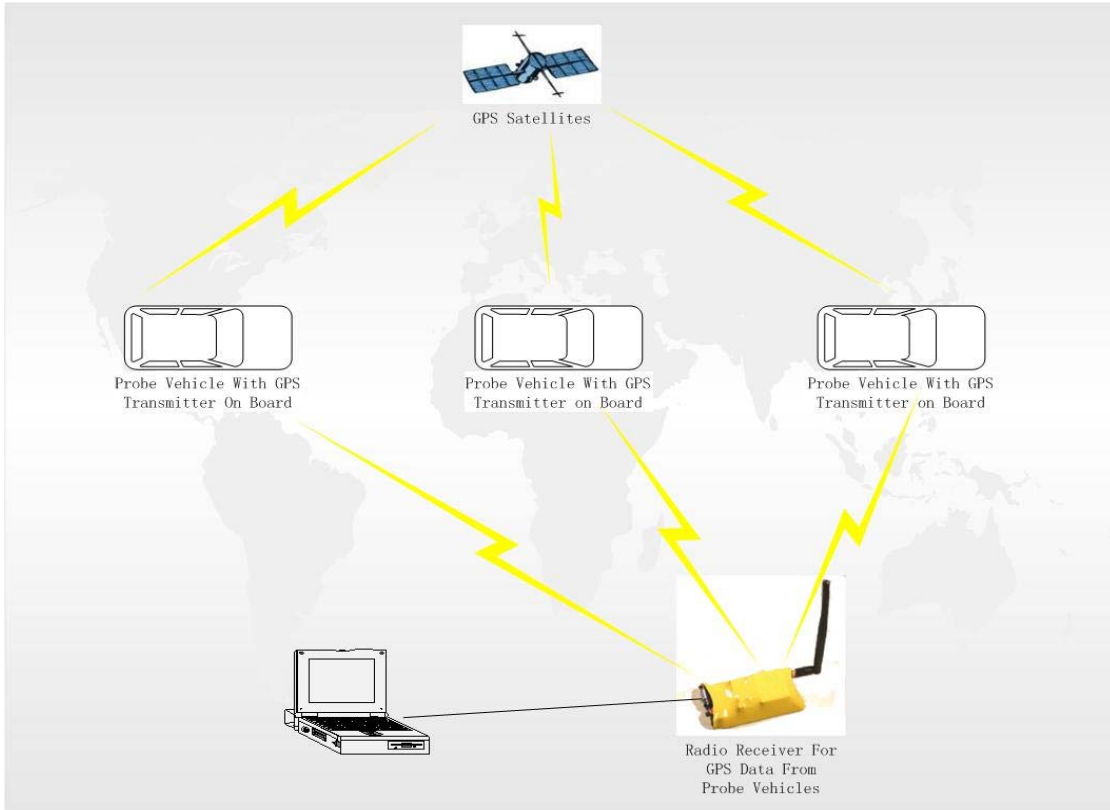 GPS Satellites
Probe Vehicle With GPS
Transmitter On Board
Probe Vehicle With GPS
Transmitter on Board
Probe Vehicle With GPS
Transmitter on Board
Radio Receiver For
GPS Data From
Probe Vehicles